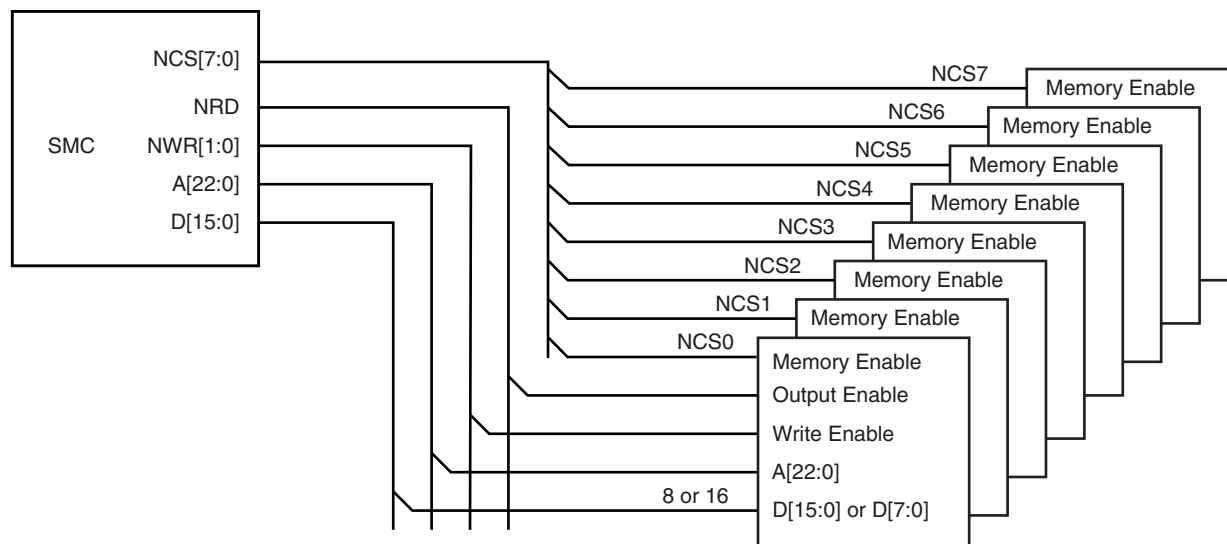 NCS[7:0]
NRD
SMC
NWR[1:0]
A[22:0]
D[15:0]
NCS7
Memory Enable
NCS6
Memory Enable
NCS5
Memory Enable
NCS4
Memory Enable
NCS3
Memory Enable
NCS2
Memory Enable
NCS1
Memory Enable
NCS0
Memory Enable
Output Enable
Write Enable
A[22:0]
8 or 16
D[15:0] or D[7:0]